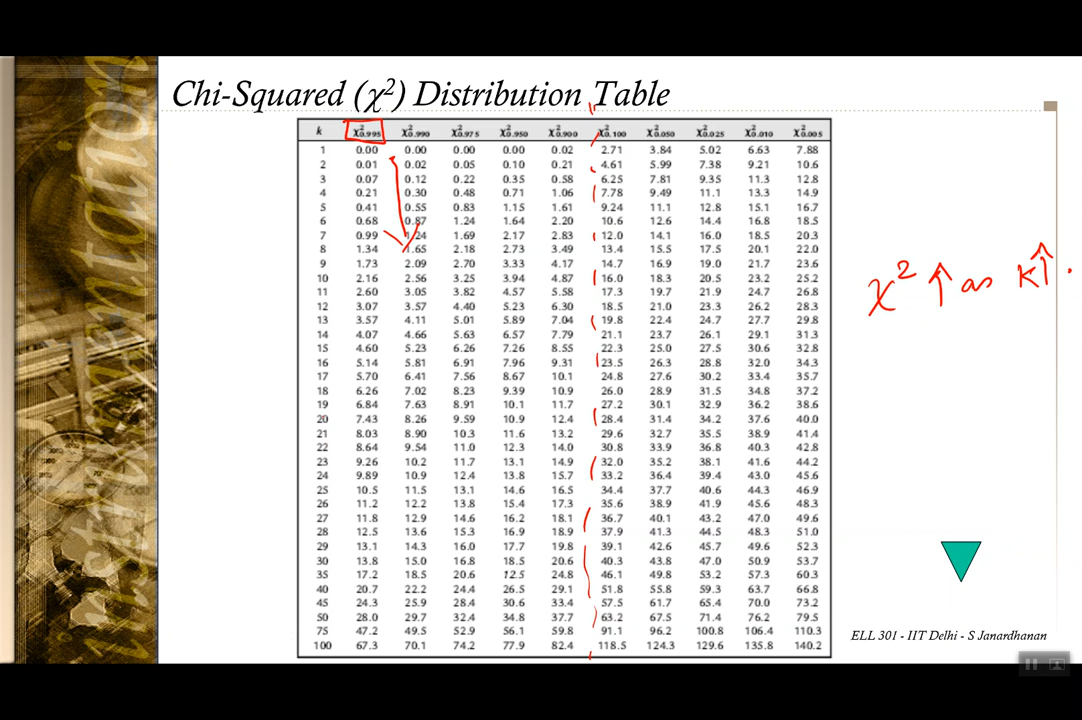 Chi-Squared (χ²) Distribution Table
k χ²0.995 χ²0.990 χ²0.975 χ²0.950 χ²0.900 χ²0.100 χ²0.050 χ²0.025 χ²0.010 χ²0.005
1 0.00 0.00 0.00 0.00 0.02 2.71 3.84 5.02 6.63 7.88
2 0.01 0.02 0.05 0.10 0.21 4.61 5.99 7.38 9.21 10.6
3 0.07 0.12 0.22 0.35 0.58 6.25 7.81 9.35 11.3 12.8
4 0.21 0.30 0.48 0.71 1.06 7.78 9.49 11.1 13.3 14.9
5 0.41 0.55 0.83 1.15 1.61 9.24 11.1 12.8 15.1 16.7
6 0.68 0.87 1.24 1.64 2.20 10.6 12.6 14.4 16.8 18.5
7 0.99 1.24 1.69 2.17 2.83 12.0 14.1 16.0 18.5 20.3
8 1.34 1.65 2.18 2.73 3.49 13.4 15.5 17.5 20.1 22.0
9 1.73 2.09 2.70 3.33 4.17 14.7 16.9 19.0 21.7 23.6
10 2.16 2.56 3.25 3.94 4.87 16.0 18.3 20.5 23.2 25.2
11 2.60 3.05 3.82 4.57 5.58 17.3 19.7 21.9 24.7 26.8
12 3.07 3.57 4.40 5.23 6.30 18.5 21.0 23.3 26.2 28.3
13 3.57 4.11 5.01 5.89 7.04 19.8 22.4 24.7 27.7 29.8
14 4.07 4.66 5.63 6.57 7.79 21.1 23.7 26.1 29.1 31.3
15 4.60 5.23 6.26 7.26 8.55 22.3 25.0 27.5 30.6 32.8
16 5.14 5.81 6.91 7.96 9.31 23.5 26.3 28.8 32.0 34.3
17 5.70 6.41 7.56 8.67 10.1 24.8 27.6 30.2 33.4 35.7
18 6.26 7.02 8.23 9.39 10.9 26.0 28.9 31.5 34.8 37.2
19 6.84 7.63 8.91 10.1 11.7 27.2 30.1 32.9 36.2 38.6
20 7.43 8.26 9.59 10.9 12.4 28.4 31.4 34.2 37.6 40.0
21 8.03 8.90 10.3 11.6 13.2 29.6 32.7 35.5 38.9 41.4
22 8.64 9.54 11.0 12.3 14.0 30.8 33.9 36.8 40.3 42.8
23 9.26 10.2 11.7 13.1 14.9 32.0 35.2 38.1 41.6 44.2
24 9.89 10.9 12.4 13.8 15.7 33.2 36.4 39.4 43.0 45.6
25 10.5 11.5 13.1 14.6 16.5 34.4 37.7 40.6 44.3 46.9
26 11.2 12.2 13.8 15.4 17.3 35.6 38.9 41.9 45.6 48.3
27 11.8 12.9 14.6 16.2 18.1 36.7 40.1 43.2 47.0 49.6
28 12.5 13.6 15.3 16.9 18.9 37.9 41.3 44.5 48.3 51.0
29 13.1 14.3 16.0 17.7 19.8 39.1 42.6 45.7 49.6 52.3
30 13.8 15.0 16.8 18.5 20.6 40.3 43.8 47.0 50.9 53.7
35 17.2 18.5 20.6 12.5 24.8 46.1 49.8 53.2 57.3 60.3
40 20.7 22.2 24.4 26.5 29.1 51.8 55.8 59.3 63.7 66.8
45 24.3 25.9 28.4 30.6 33.4 57.5 61.7 65.4 70.0 73.2
50 28.0 29.7 32.4 34.8 37.7 63.2 67.5 71.4 76.2 79.5
75 47.2 49.5 52.9 56.1 59.8 91.1 96.2 100.8 106.4 110.3
100 67.3 70.1 74.2 77.9 82.4 118.5 124.3 129.6 135.8 140.2
χ² ↑ as k↑.
ELL 301 - IIT Delhi - S Janardhanan